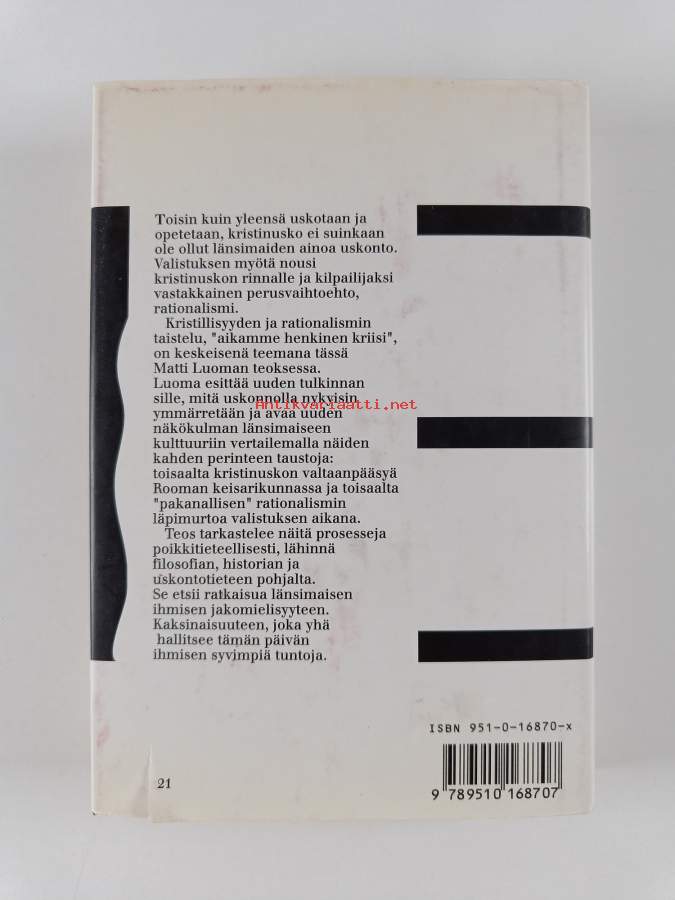 Toisin kuin yleensä uskotaan ja
opetetaan, kristinusko ei suinkaan
ole ollut länsimaiden ainoa uskonto.
Valistuksen myötä nousi
kristinuskon rinnalle ja kilpailijaksi
vastakkainen perusvaihtoehto,
rationalismi.
Kristillisyyden ja rationalismin
taistelu, "aikamme henkinen kriisi",
on keskeisenä teemana tässä
Matti Luoman teoksessa.
Luoma esittää uuden tulkinnan
sille, mitä uskonnolla nykyisin
Antikvariaatti.net
ymmärretään ja avaa uuden
näkökulman länsimaiseen
kulttuuriin vertailemalla näiden
kahden perinteen taustoja:
toisaalta kristinuskon valtaanpääsyä
Rooman keisarikunnassa ja toisaalta
"pakanallisen" rationalismin
läpimurtoa valistuksen aikana.
Teos tarkastelee näitä prosesseja
poikkitieteellisesti, lähinnä
filosofian, historian ja
uskontotieteen pohjalta.
Se etsii ratkaisua länsimaisen
ihmisen jakomielisyyteen.
Kaksinaisuuteen, joka yhä
hallitsee tämän päivän
ihmisen syvimpiä tuntoja.
ISBN 951-0-16870-x
21
9 789510 168707